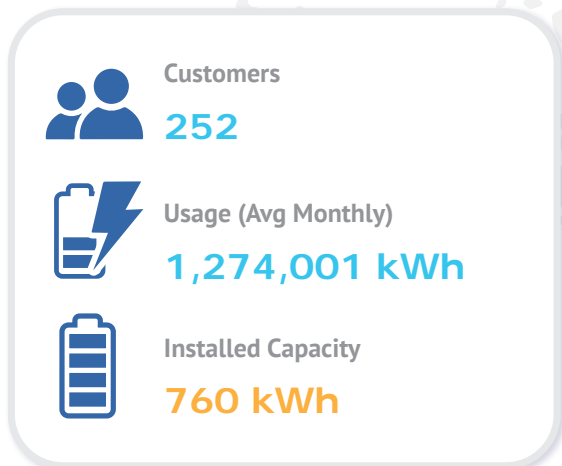 Customers
252
Usage (Avg Monthly)
1,274,001 kWh
Installed Capacity
760 kWh